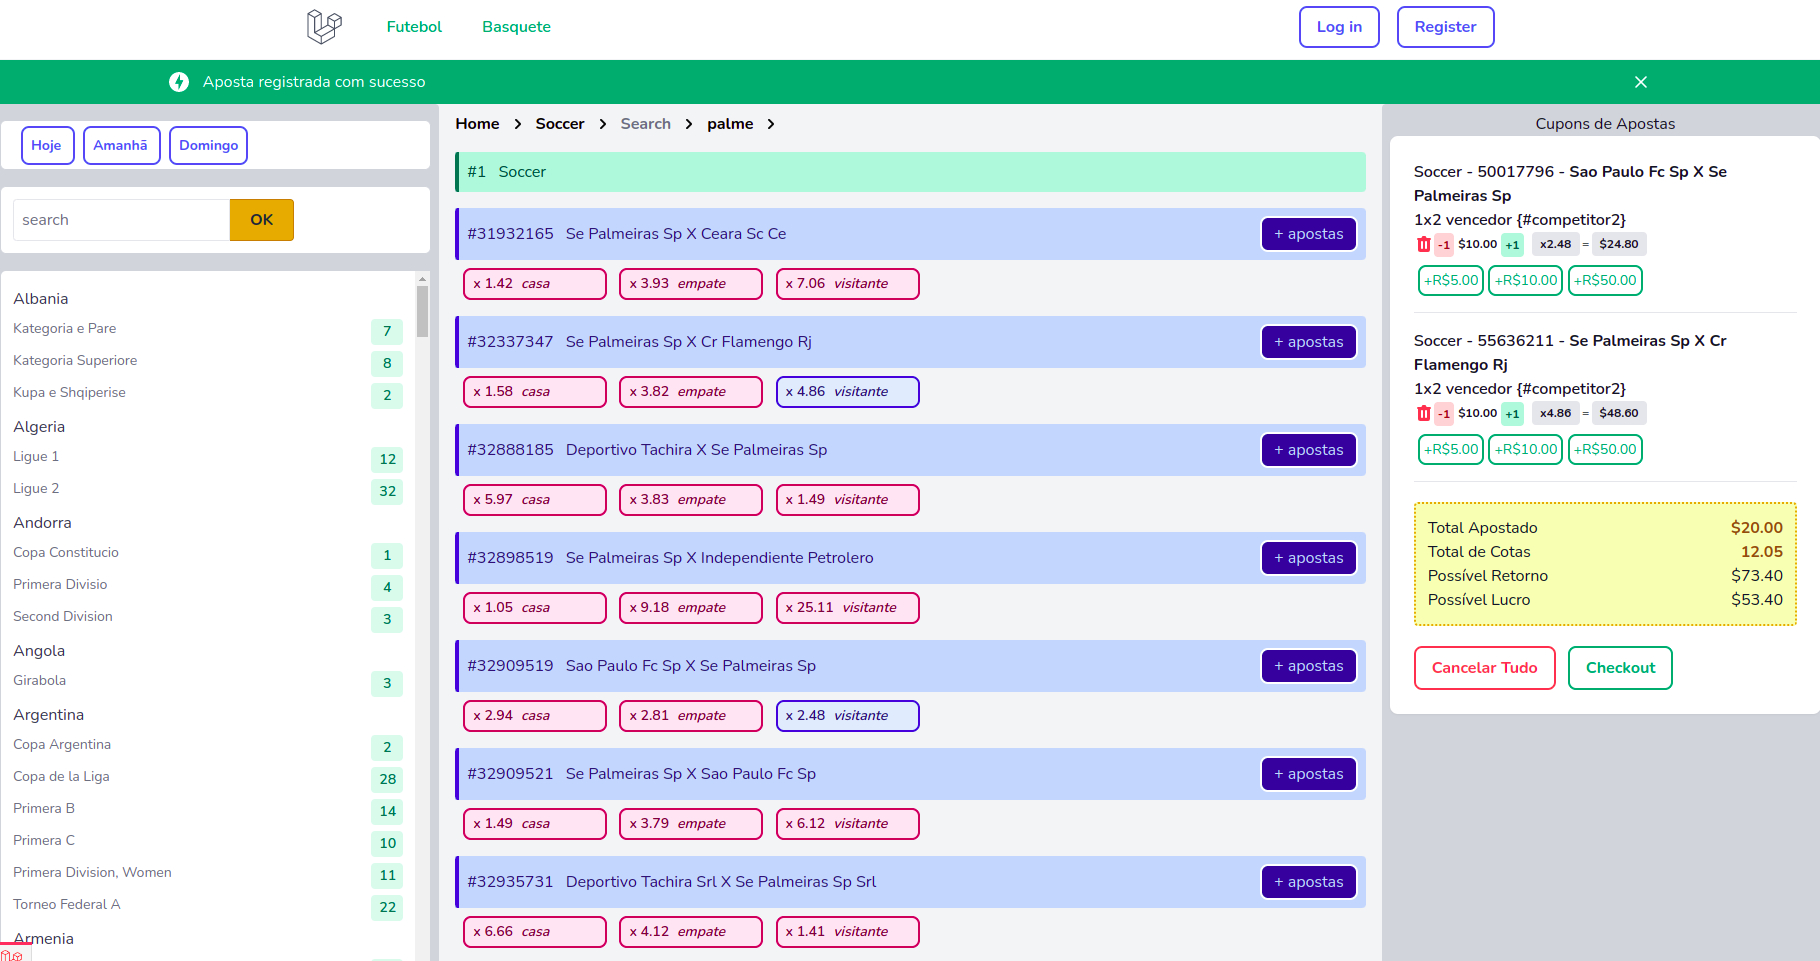 Futebol Basquete Log in Register
Aposta registrada com sucesso
Hoje Amanhã Domingo
search OK
Albania
Kategoria e Pare 7
Kategoria Superiore 8
Kupa e Shqiperise 2
Algeria
Ligue 1 12
Ligue 2 32
Andorra
Copa Constitucio 1
Primera Divisio 4
Second Division 3
Angola
Girabola 3
Argentina
Copa Argentina 2
Copa de la Liga 28
Primera B 14
Primera C 10
Primera Division, Women 11
Torneo Federal A 22
Armenia
Home Soccer Search palme
#1 Soccer
#31932165 Se Palmeiras Sp X Ceara Sc Ce + apostas
x 1.42 casa x 3.93 empate x 7.06 visitante
#32337347 Se Palmeiras Sp X Cr Flamengo Rj + apostas
x 1.58 casa x 3.82 empate x 4.86 visitante
#32888185 Deportivo Tachira X Se Palmeiras Sp + apostas
x 5.97 casa x 3.83 empate x 1.49 visitante
#32898519 Se Palmeiras Sp X Independiente Petrolero + apostas
x 1.05 casa x 9.18 empate x 25.11 visitante
#32909519 Sao Paulo Fc Sp X Se Palmeiras Sp + apostas
x 2.94 casa x 2.81 empate x 2.48 visitante
#32909521 Se Palmeiras Sp X Sao Paulo Fc Sp + apostas
x 1.49 casa x 3.79 empate x 6.12 visitante
#32935731 Deportivo Tachira Srl X Se Palmeiras Sp Srl + apostas
x 6.66 casa x 4.12 empate x 1.41 visitante
Cupons de Apostas
Soccer - 50017796 - Sao Paulo Fc Sp X Se
Palmeiras Sp
1x2 vencedor {#competitor2}
-1 $10.00 +1 x2.48 = $24.80
+R$5.00 +R$10.00 +R$50.00
Soccer - 55636211 - Se Palmeiras Sp X Cr
Flamengo Rj
1x2 vencedor {#competitor2}
-1 $10.00 +1 x4.86 = $48.60
+R$5.00 +R$10.00 +R$50.00
Total Apostado $20.00
Total de Cotas 12.05
Possível Retorno $73.40
Possível Lucro $53.40
Cancelar Tudo Checkout